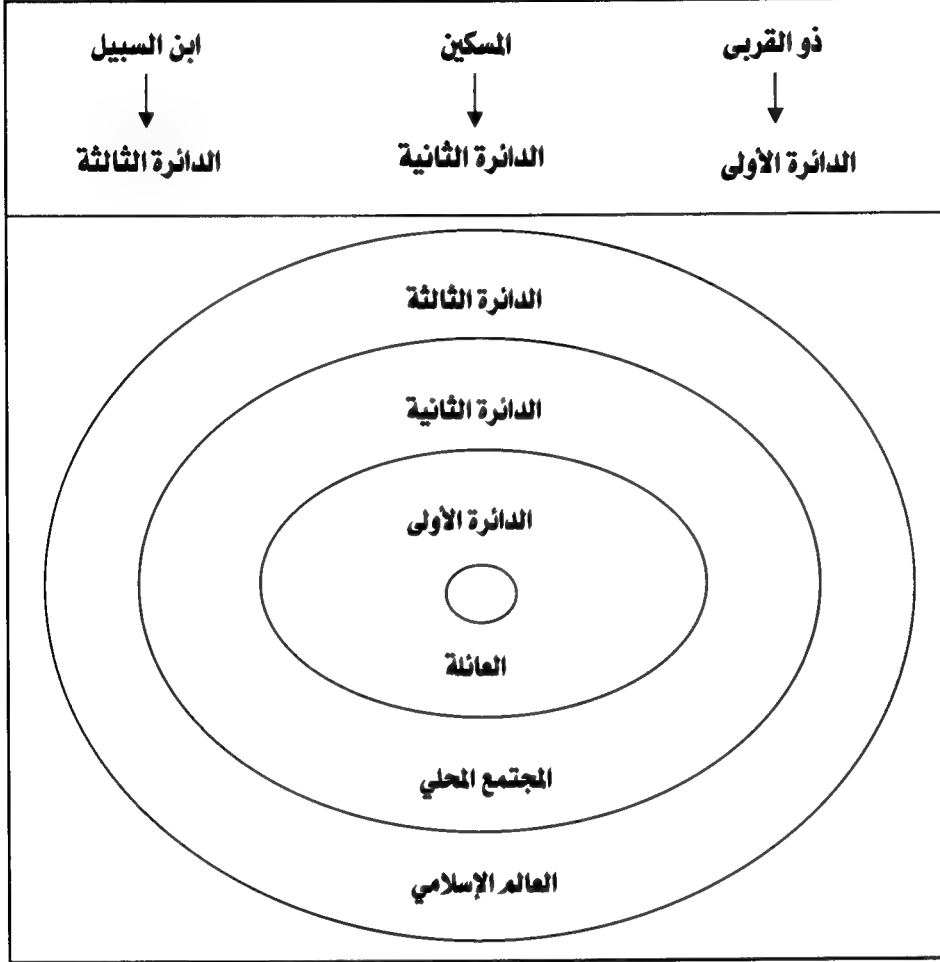 ذو القربى المسكين ابن السبيل
الدائرة الأولى الدائرة الثانية الدائرة الثالثة
الدائرة الثالثة
الدائرة الثانية
الدائرة الأولى
العائلة
المجتمع المحلي
العالم الإسلامي